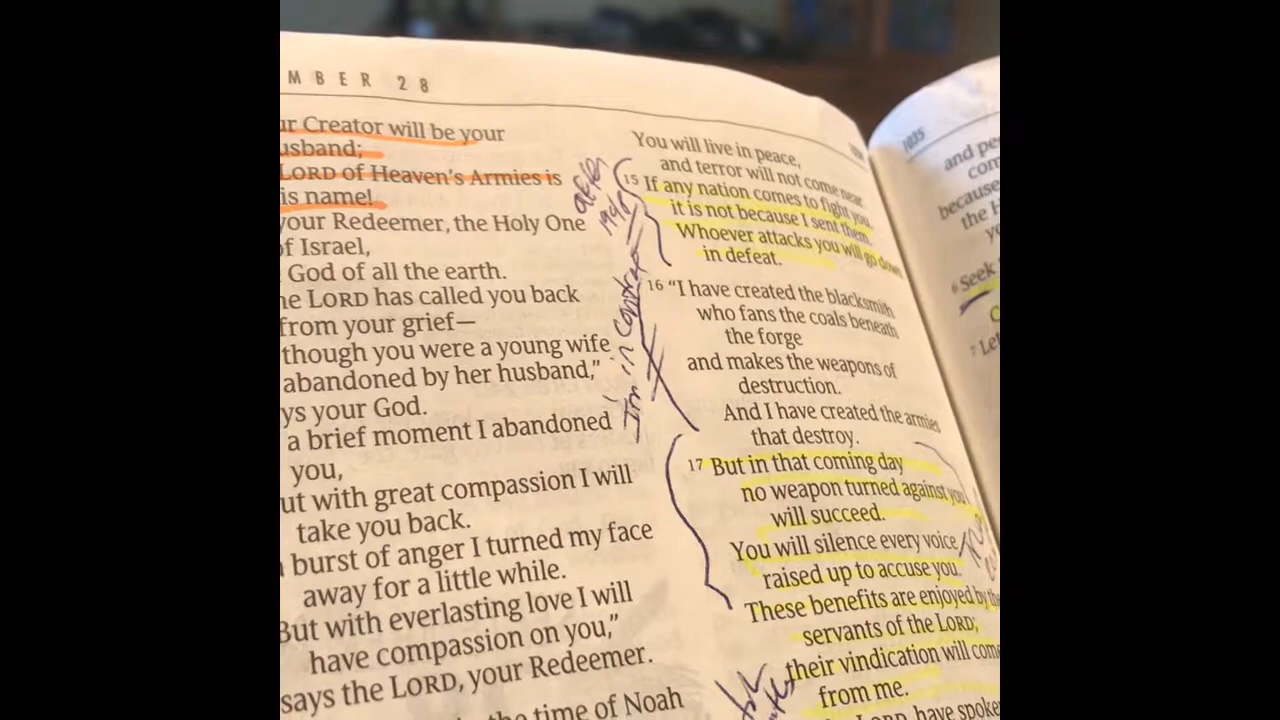 MBER 28
ur Creator will be your
usband;
LORD of Heaven's Armies is
is name!
your Redeemer, the Holy One
of Israel,
God of all the earth.
he LORD has called you back
from your grief—
though you were a young wife
abandoned by her husband,"
ys your God.
a brief moment I abandoned
you,
ut with great compassion I will
take you back.
burst of anger I turned my face
away for a little while.
But with everlasting love I will
have compassion on you,"
says the LORD, your Redeemer.
the time of Noah
after
1948
I'm in Control
You will live in peace,
and terror will not come near.
15 If any nation comes to fight you,
it is not because I sent them.
Whoever attacks you will go down
in defeat.
16 "I have created the blacksmith
who fans the coals beneath
the forge
and makes the weapons of
destruction.
And I have created the armies
that destroy.
17 But in that coming day
no weapon turned against you
will succeed.
You will silence every voice
raised up to accuse you.
These benefits are enjoyed by the
servants of the LORD;
their vindication will come
from me.
LORD, have spoke
1035
and pe
com
because
the H
yo
6 Seek
7 Let